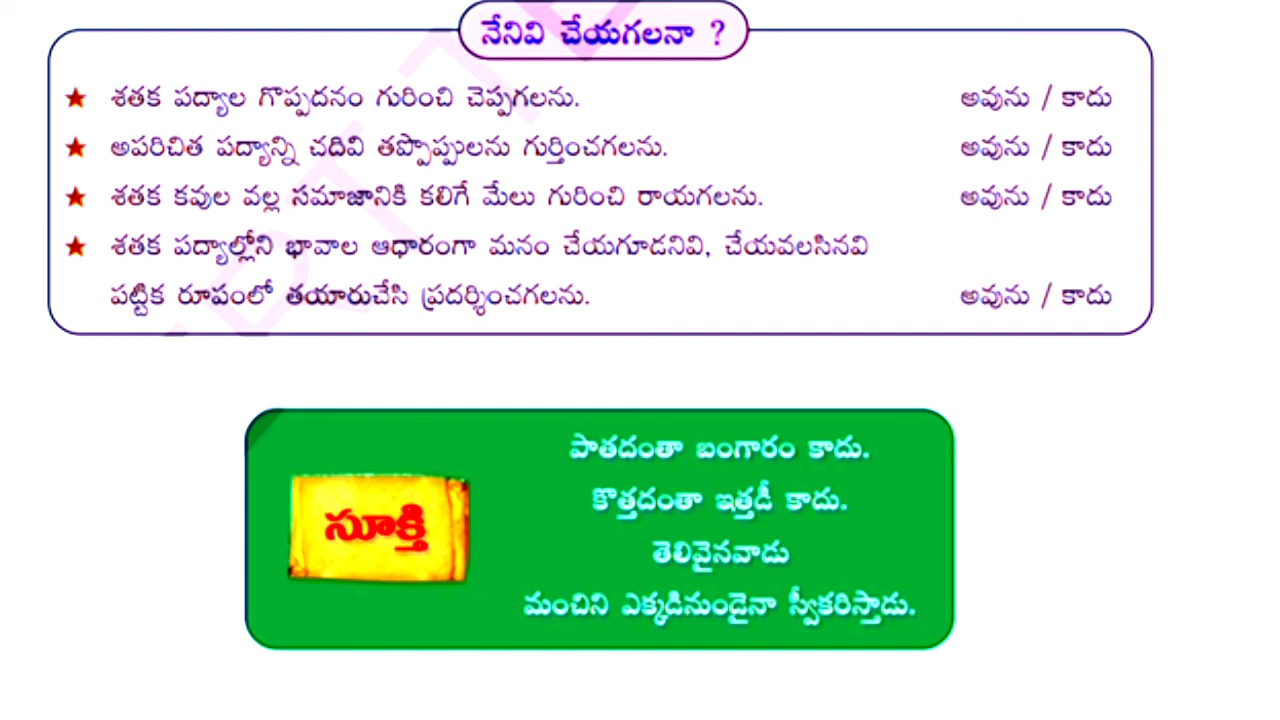 నేనివి చేయగలనా ?
★ శతక పద్యాల గొప్పదనం గురించి చెప్పగలను. అవును / కాదు
★ అపరిచిత పద్యాన్ని చదివి తప్పొప్పులను గుర్తించగలను. అవును / కాదు
★ శతక కవుల వల్ల సమాజానికి కలిగే మేలు గురించి రాయగలను. అవును / కాదు
★ శతక పద్యాల్లోని భావాల ఆధారంగా మనం చేయగూడనివి, చేయవలసినవి
పట్టిక రూపంలో తయారుచేసి ప్రదర్శించగలను. అవును / కాదు
సూక్తి
పాతదంతా బంగారం కాదు.
కొత్తదంతా ఇత్తడీ కాదు.
తెలివైనవాడు
మంచిని ఎక్కడినుండైనా స్వీకరిస్తాడు.